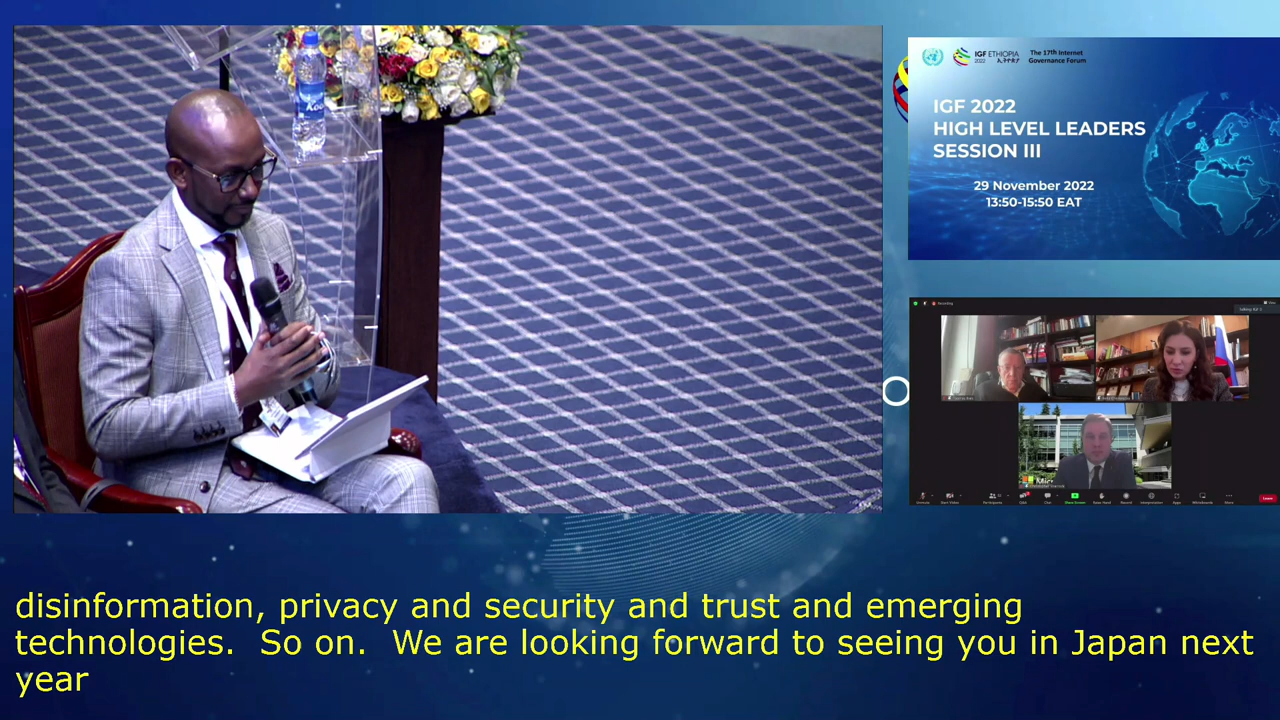 IGF ETHIOPIA
2022 ኢትዮጵያ
The 17th Internet
Governance Forum
IGF 2022
HIGH LEVEL LEADERS
SESSION III
29 November 2022
13:50-15:50 EAT
disinformation, privacy and security and trust and emerging
technologies. So on. We are looking forward to seeing you in Japan next
year